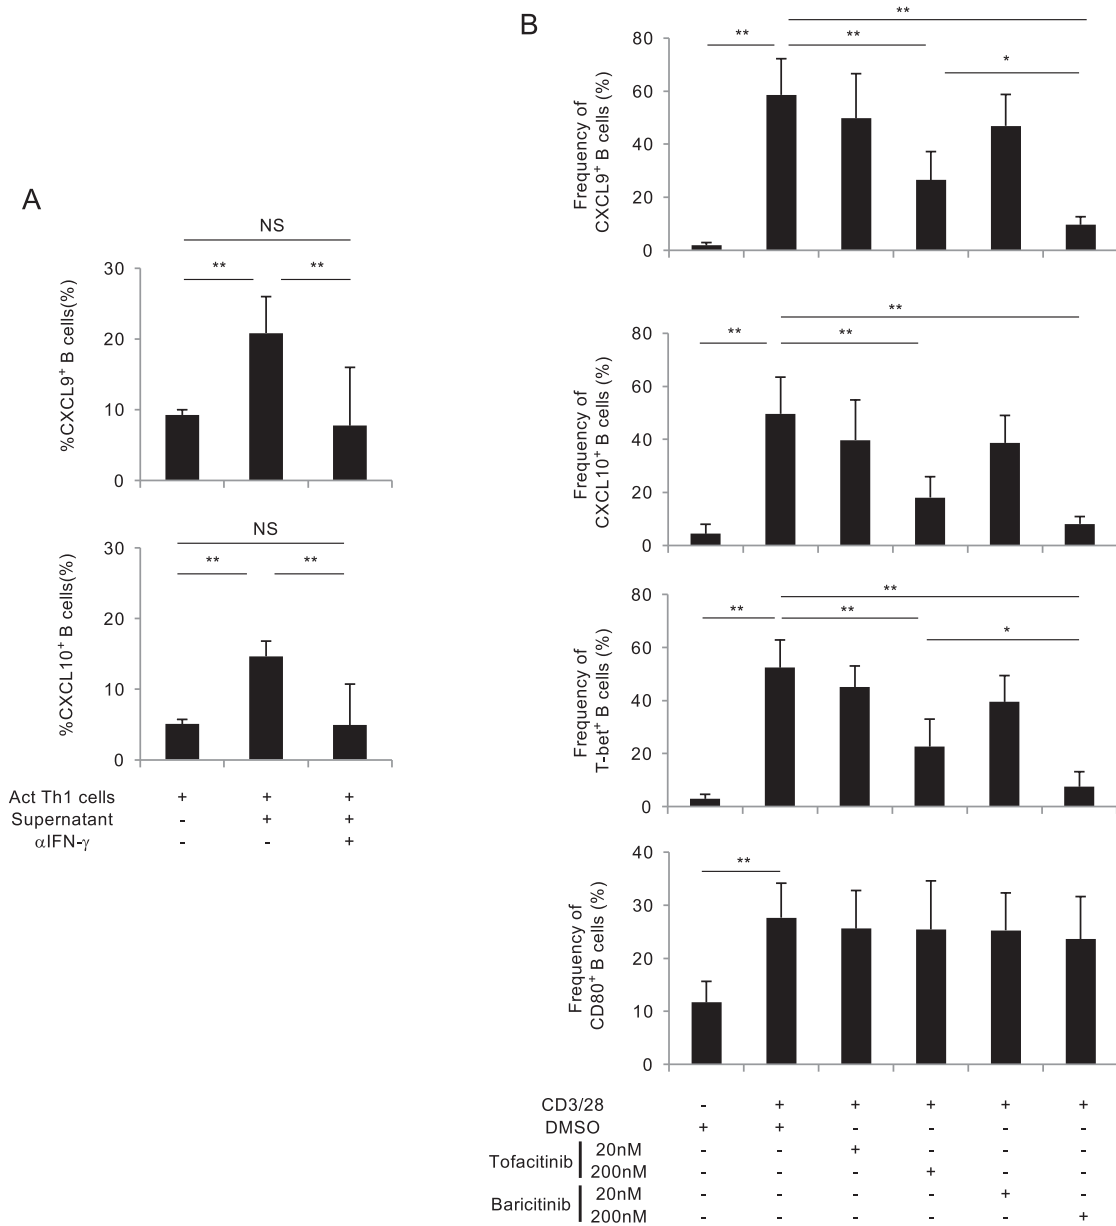 A
NS
** **
30
20
10
0
%CXCL9+ B cells(%)
NS
** **
30
20
10
0
%CXCL10+ B cells(%)
Act Th1 cells + + +
Supernatant - + +
αIFN-γ - - +
B
**
** **
*
80
60
40
20
0
Frequency of
CXCL9+ B cells (%)
**
** **
80
60
40
20
0
Frequency of
CXCL10+ B cells (%)
**
** **
*
80
60
40
20
0
Frequency of
T-bet+ B cells (%)
**
40
30
20
10
0
Frequency of
CD80+ B cells (%)
CD3/28 - + + + + +
DMSO + + - - - -
Tofacitinib
20nM - - + - - -
200nM - - - + - -
Baricitinib
20nM - - - - + -
200nM - - - - - +